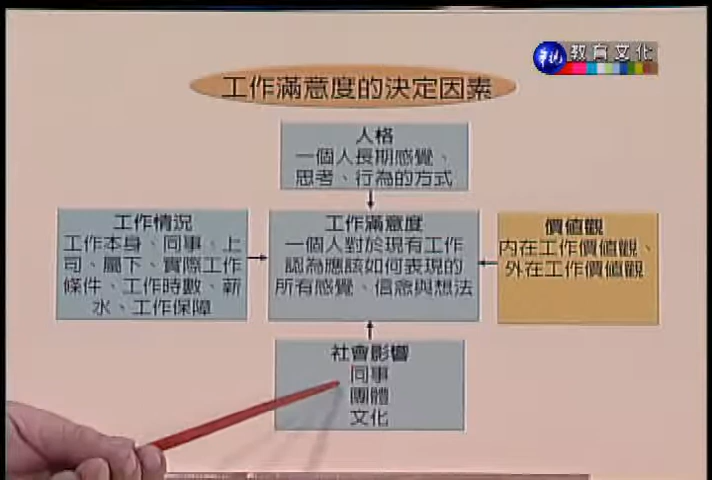 華視
教育文化
工作滿意度的決定因素
人格
一個人長期感覺、
思考、行為的方式
工作情況
工作本身、同事、上
司、屬下、實際工作
條件、工作時數、薪
水、工作保障
工作滿意度
一個人對於現有工作
認為應該如何表現的
所有感覺、信念與想法
價值觀
內在工作價值觀、
外在工作價值觀
社會影響
同事
團體
文化